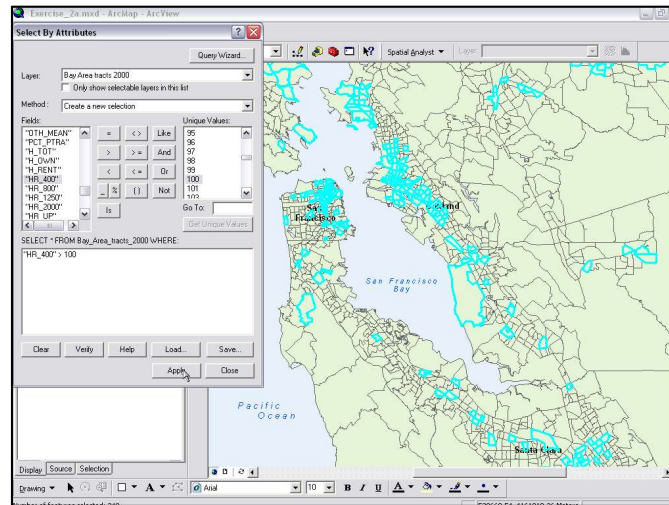 Exercise_2a.mxd - ArcMap - ArcView
Select By Attributes
Query Wizard...
Layer: Bay Area tracts 2000
Only show selectable layers in this list
Method: Create a new selection
Fields: Unique Values:
"OTH_MEAN"
"PCT_PTRA"
"H_TOT"
"H_OWN"
"H_RENT"
"HR_400"
"HR_800"
"HR_1250"
"HR_2000"
"HR_UP"
= <> Like
> >= And
< <= Or
_ % () Not
Is
95
96
97
98
99
100
101
103
Go To:
Get Unique Values
SELECT * FROM Bay_Area_tracts_2000 WHERE:
"HR_400" > 100
Clear Verify Help Load... Save...
Apply Close
Spatial Analyst Layer:
San
Francisco
San Francisco
Bay
Pacific
Ocean
Santa Clara
Display Source Selection
Drawing Arial 10 B I U A